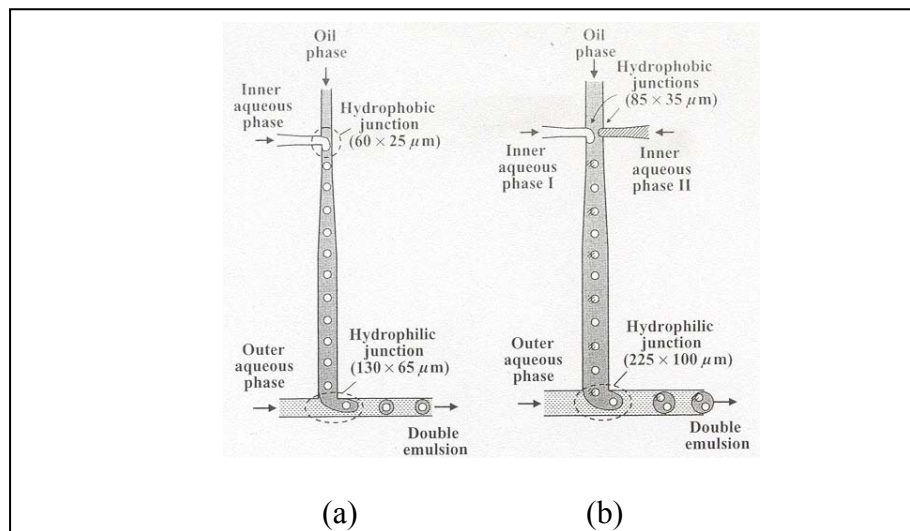 Oil
phase
Inner
aqueous
phase
Hydrophobic
junction
(60 × 25 μm)
Outer
aqueous
phase
Hydrophilic
junction
(130 × 65 μm)
Double
emulsion
(a)
Oil
phase
Hydrophobic
junctions
(85 × 35 μm)
Inner
aqueous
phase I
Inner
aqueous
phase II
Outer
aqueous
phase
Hydrophilic
junction
(225 × 100 μm)
Double
emulsion
(b)